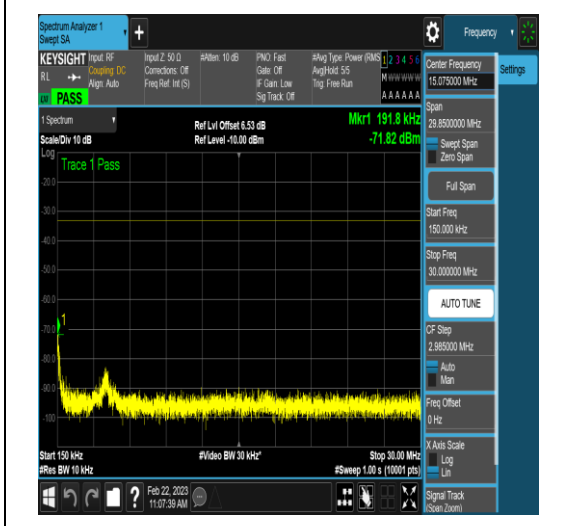 Spectrum Analyzer 1
Swept SA
+
Frequency
KEYSIGHT
RL
PASS
Input: RF
Coupling: DC
Align: Auto
Input Z: 50 Ω
Corrections: Off
Freq Ref: Int (S)
#Atten: 10 dB
PNO: Fast
Gate: Off
IF Gain: Low
Sig Track: Off
#Avg Type: Power (RMS
Avg|Hold: 5/5
Trig: Free Run
1 2 3 4 5 6
M W W W W W
A A A A A A
1 Spectrum
Scale/Div 10 dB
Ref Lvl Offset 6.53 dB
Ref Level -10.00 dBm
Mkr1 191.8 kHz
-71.82 dBm
Log
Trace 1 Pass
-20.0
-30.0
-40.0
-50.0
-60.0
-70.0
-80.0
-90.0
-100
1
Start 150 kHz
#Res BW 10 kHz
#Video BW 30 kHz*
Stop 30.00 MHz
#Sweep 1.00 s (10001 pts)
Feb 22, 2023
11:07:39 AM
?
Center Frequency
15.075000 MHz
Settings
Span
29.8500000 MHz
Swept Span
Zero Span
Full Span
Start Freq
150.000 kHz
Stop Freq
30.000000 MHz
AUTO TUNE
CF Step
2.985000 MHz
Auto
Man
Freq Offset
0 Hz
X Axis Scale
Log
Lin
Signal Track
(Span Zoom)